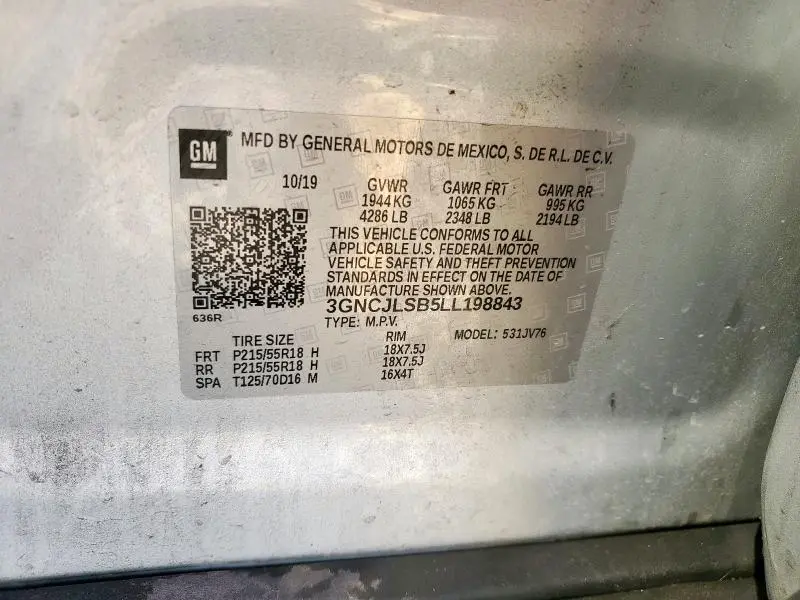 GM
MFD BY GENERAL MOTORS DE MEXICO, S. DE R.L. DE C.V.
10/19 GVWR GAWR FRT GAWR RR
1944 KG 1065 KG 995 KG
4286 LB 2348 LB 2194 LB
THIS VEHICLE CONFORMS TO ALL
APPLICABLE U.S. FEDERAL MOTOR
VEHICLE SAFETY AND THEFT PREVENTION
STANDARDS IN EFFECT ON THE DATE OF
MANUFACTURE SHOWN ABOVE.
3GNCJLSB5LL198843
636R
TYPE: M.P.V. MODEL: 531JV76
TIRE SIZE RIM
FRT P215/55R18 H 18X7.5J
RR P215/55R18 H 18X7.5J
SPA T125/70D16 M 16X4T